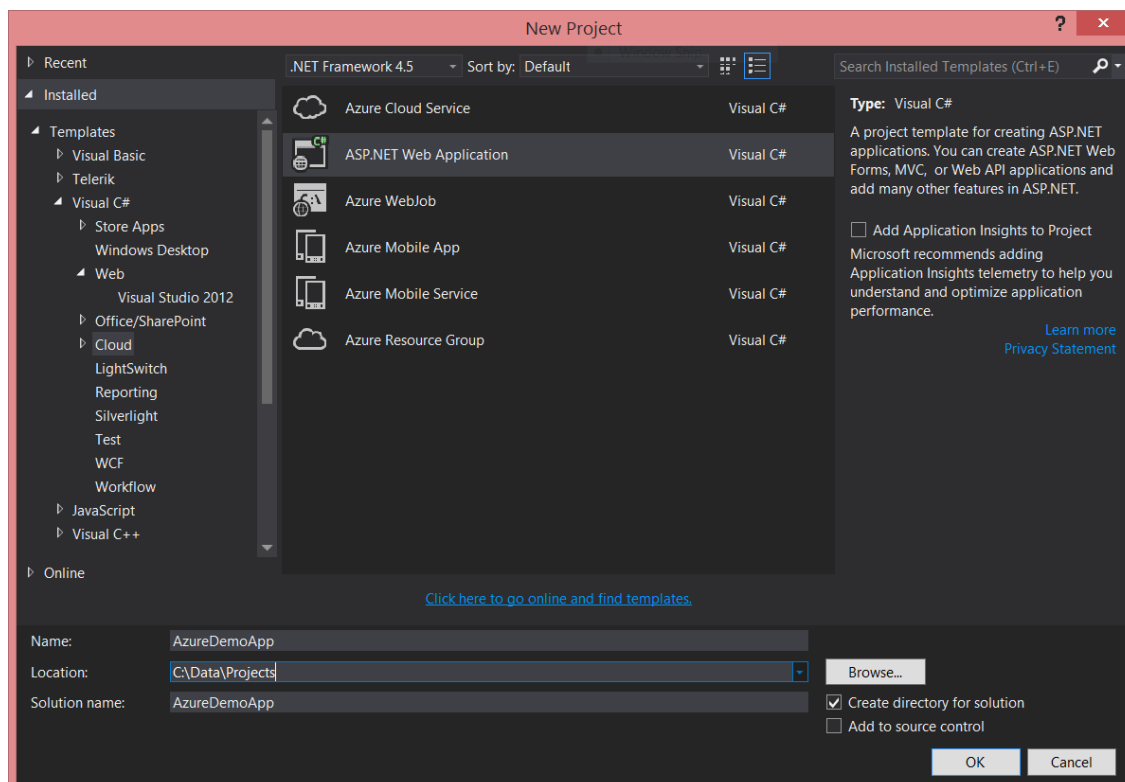 New Project
?
Recent
.NET Framework 4.5
Sort by: Default
Search Installed Templates (Ctrl+E)
Installed
Templates
Visual Basic
Telerik
Visual C#
Store Apps
Windows Desktop
Web
Visual Studio 2012
Office/SharePoint
Cloud
LightSwitch
Reporting
Silverlight
Test
WCF
Workflow
JavaScript
Visual C++
Online
Azure Cloud Service Visual C#
C#
ASP.NET Web Application Visual C#
Azure WebJob Visual C#
Azure Mobile App Visual C#
Azure Mobile Service Visual C#
Azure Resource Group Visual C#
Click here to go online and find templates.
Type: Visual C#
A project template for creating ASP.NET
applications. You can create ASP.NET Web
Forms, MVC, or Web API applications and
add many other features in ASP.NET.
Add Application Insights to Project
Microsoft recommends adding
Application Insights telemetry to help you
understand and optimize application
performance.
Learn more
Privacy Statement
Name: AzureDemoApp
Location: C:\Data\Projects
Browse...
Solution name: AzureDemoApp
Create directory for solution
Add to source control
OK
Cancel